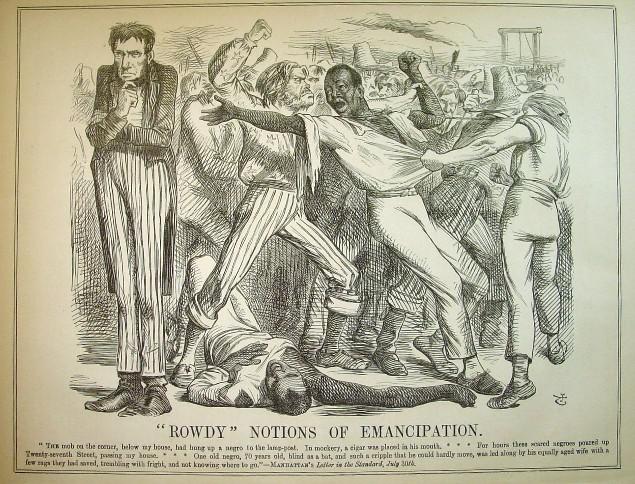 "ROWDY" NOTIONS OF EMANCIPATION.
"THE mob on the corner, below my house, had hung up a negro to the lamp-post. In mockery, a cigar was placed in his mouth. * * * For hours these scared negroes poured up
Twenty-seventh Street, passing my house. * * * One old negro, 70 years old, blind as a bat, and such a cripple that he could hardly move, was led along by his equally aged wife with a
few rags they had saved, trembling with fright, and not knowing where to go."—MANHATTAN'S Letter in the Standard, July 30th.